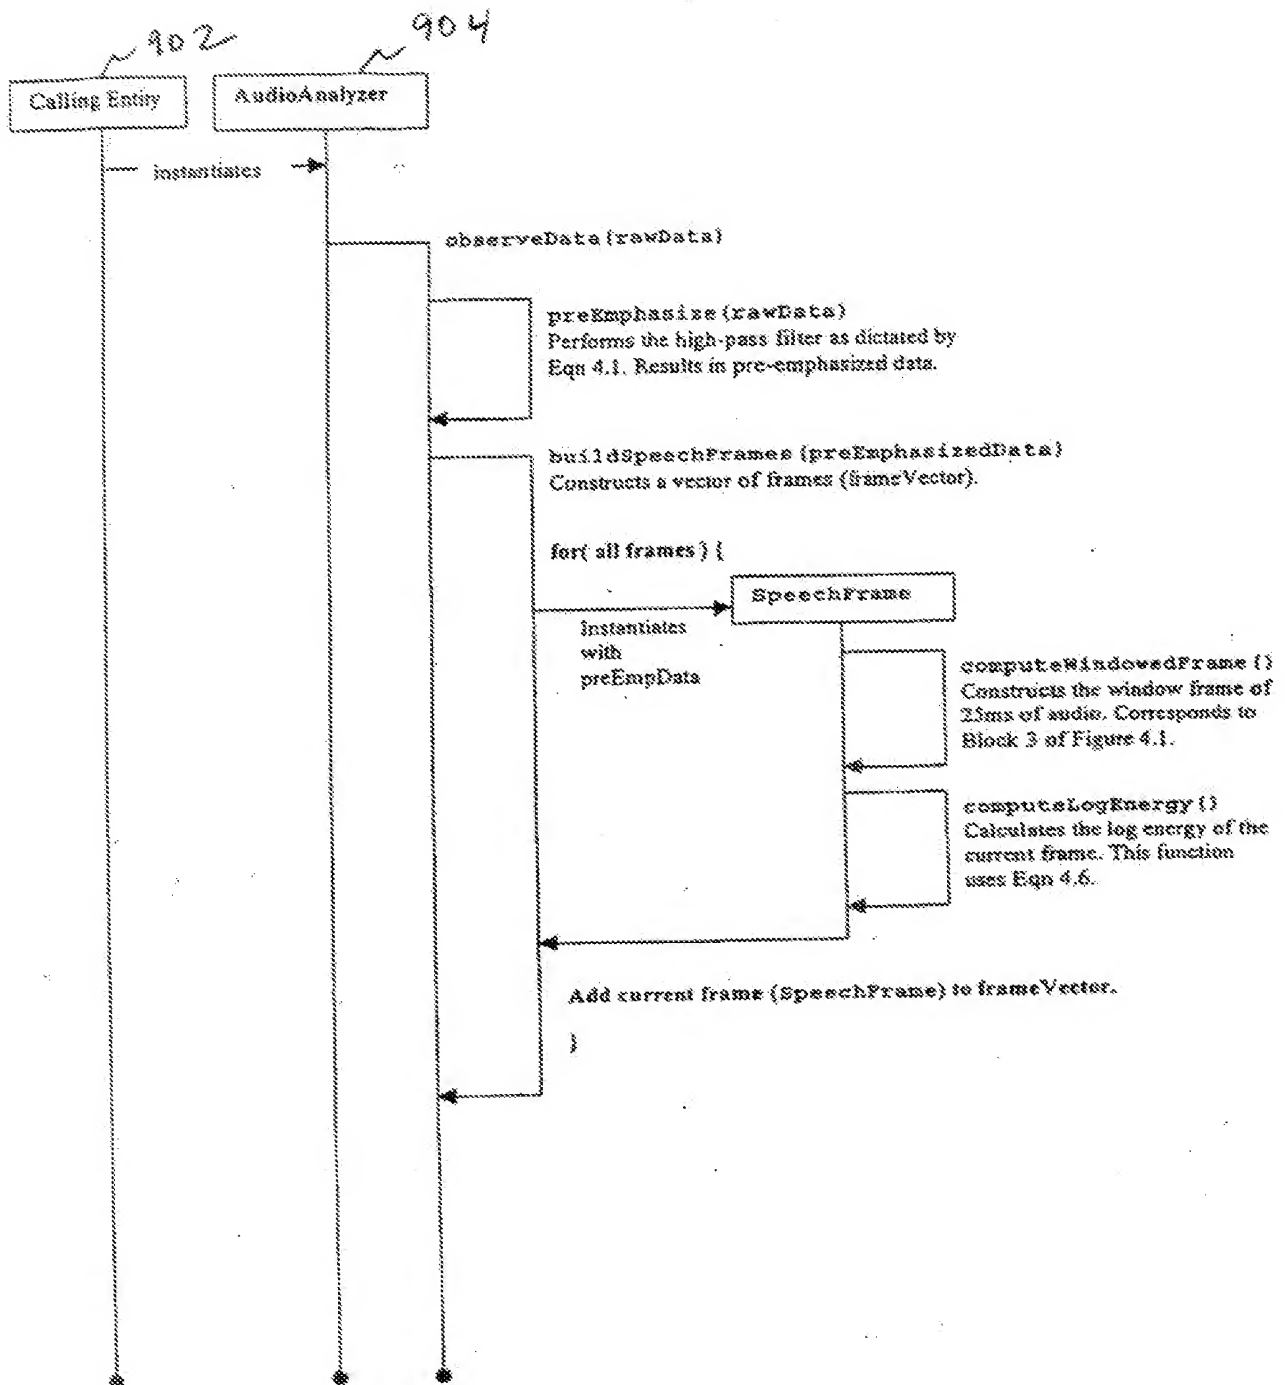 902
904
Calling Entity
AudioAnalyzer
instantiates
observeData(rawData)
preEmphasize(rawData)
Performs the high-pass filter as dictated by
Eqn 4.1. Results in pre-emphasized data.
buildSpeechFrames(preEmphasizedData)
Constructs a vector of frames (frameVector).
for( all frames ) {
SpeechFrame
Instantiates
with
preEmpData
computeWindowedFrame()
Constructs the window frame of
25ms of audio. Corresponds to
Block 3 of Figure 4.1.
computeLogEnergy()
Calculates the log energy of the
current frame. This function
uses Eqn 4.6.
Add current frame (SpeechFrame) to frameVector.
}